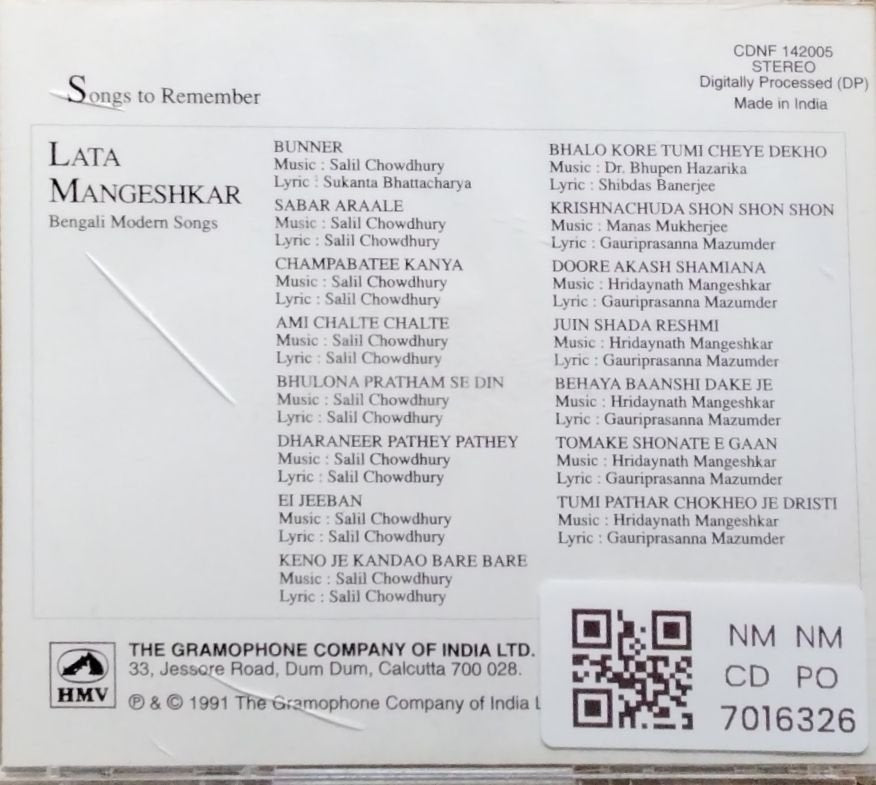 Songs to Remember
CDNF 142005
STEREO
Digitally Processed (DP)
Made in India
LATA
MANGESHKAR
Bengali Modern Songs
BUNNER
Music : Salil Chowdhury
Lyric : Sukanta Bhattacharya
SABAR ARAALE
Music : Salil Chowdhury
Lyric : Salil Chowdhury
CHAMPABATEE KANYA
Music : Salil Chowdhury
Lyric : Salil Chowdhury
AMI CHALTE CHALTE
Music : Salil Chowdhury
Lyric : Salil Chowdhury
BHULONA PRATHAM SE DIN
Music : Salil Chowdhury
Lyric : Salil Chowdhury
DHARANEER PATHEY PATHEY
Music : Salil Chowdhury
Lyric : Salil Chowdhury
EI JEEBAN
Music : Salil Chowdhury
Lyric : Salil Chowdhury
KENO JE KANDAO BARE BARE
Music : Salil Chowdhury
Lyric : Salil Chowdhury
BHALO KORE TUMI CHEYE DEKHO
Music : Dr. Bhupen Hazarika
Lyric : Shibdas Banerjee
KRISHNACHUDA SHON SHON SHON
Music : Manas Mukherjee
Lyric : Gauriprasanna Mazumder
DOORE AKASH SHAMIANA
Music : Hridaynath Mangeshkar
Lyric : Gauriprasanna Mazumder
JUIN SHADA RESHMI
Music : Hridaynath Mangeshkar
Lyric : Gauriprasanna Mazumder
BEHAYA BAANSHI DAKE JE
Music : Hridaynath Mangeshkar
Lyric : Gauriprasanna Mazumder
TOMAKE SHONATE E GAAN
Music : Hridaynath Mangeshkar
Lyric : Gauriprasanna Mazumder
TUMI PATHAR CHOKHEO JE DRISTI
Music : Hridaynath Mangeshkar
Lyric : Gauriprasanna Mazumder
HMV
THE GRAMOPHONE COMPANY OF INDIA LTD.
33, Jessore Road, Dum Dum, Calcutta 700 028.
℗ & © 1991 The Gramophone Company of India
NM NM
CD PO
7016326